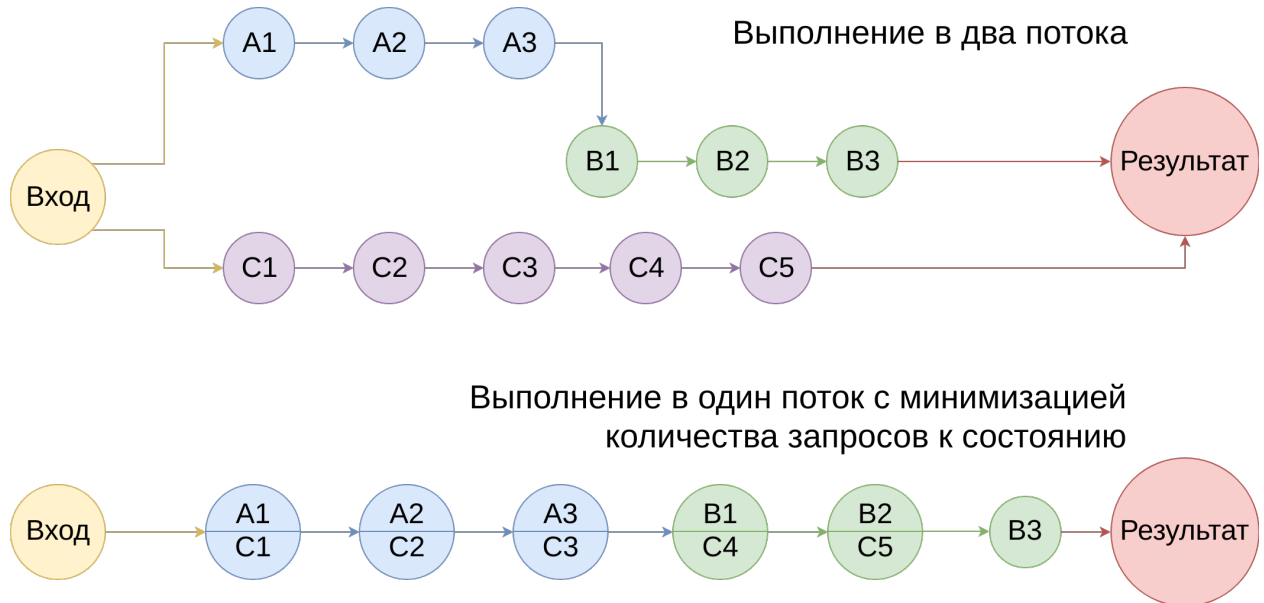 Выполнение в два потока
A1
A2
A3
Вход
B1
B2
B3
Результат
C1
C2
C3
C4
C5
Выполнение в один поток с минимизацией
количества запросов к состоянию
Вход
A1
C1
A2
C2
A3
C3
B1
C4
B2
C5
B3
Результат